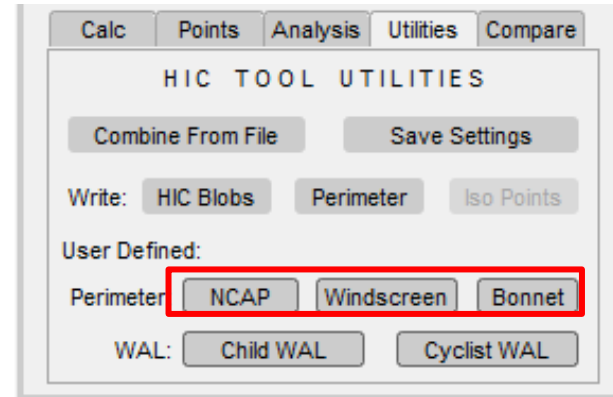 Calc Points Analysis Utilities Compare
HIC TOOL UTILITIES
Combine From File Save Settings
Write: HIC Blobs Perimeter Iso Points
User Defined:
Perimeter NCAP Windscreen Bonnet
WAL: Child WAL Cyclist WAL